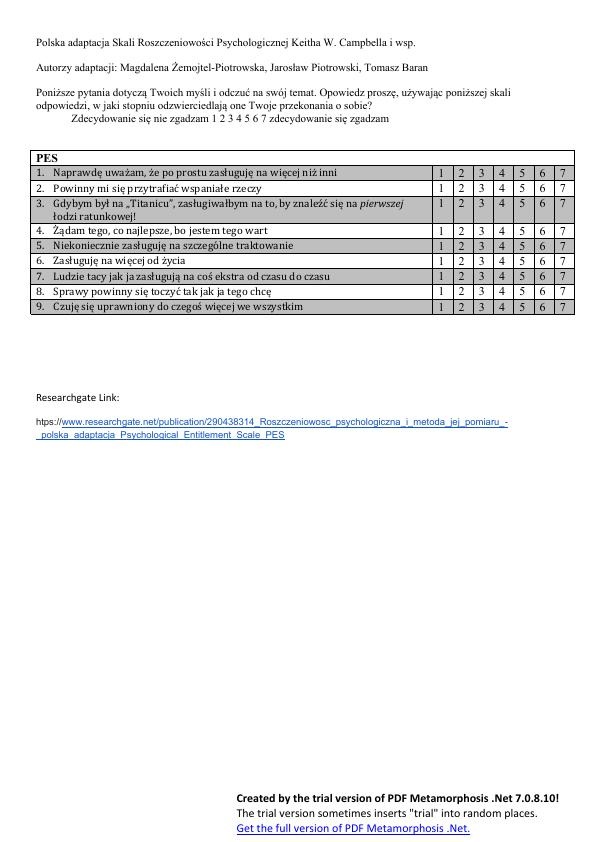 Polska adaptacja Skali Roszczeniowości Psychologicznej Keitha W. Campbella i wsp.
Autorzy adaptacji: Magdalena Żemojtel-Piotrowska, Jarosław Piotrowski, Tomasz Baran
Poniższe pytania dotyczą Twoich myśli i odczuć na swój temat. Opowiedz proszę, używając poniższej skali
odpowiedzi, w jaki stopniu odzwierciedlają one Twoje przekonania o sobie?
Zdecydowanie się nie zgadzam 1 2 3 4 5 6 7 zdecydowanie się zgadzam
PES
1. Naprawdę uważam, że po prostu zasługuję na więcej niż inni 1 2 3 4 5 6 7
2. Powinny mi się przytrafiać wspaniałe rzeczy 1 2 3 4 5 6 7
3. Gdybym był na „Titanicu”, zasługiwałbym na to, by znaleźć się na pierwszej 1 2 3 4 5 6 7
łodzi ratunkowej!
4. Żądam tego, co najlepsze, bo jestem tego wart 1 2 3 4 5 6 7
5. Niekoniecznie zasługuję na szczególne traktowanie 1 2 3 4 5 6 7
6. Zasługuję na więcej od życia 1 2 3 4 5 6 7
7. Ludzie tacy jak ja zasługują na coś ekstra od czasu do czasu 1 2 3 4 5 6 7
8. Sprawy powinny się toczyć tak jak ja tego chcę 1 2 3 4 5 6 7
9. Czuję się uprawniony do czegoś więcej we wszystkim 1 2 3 4 5 6 7
Researchgate Link:
htps://www.researchgate.net/publication/290438314_Roszczeniowosc_psychologiczna_i_metoda_jej_pomiaru_-
_polska_adaptacja_Psychological_Entitlement_Scale_PES
Created by the trial version of PDF Metamorphosis .Net 7.0.8.10!
The trial version sometimes inserts "trial" into random places.
Get the full version of PDF Metamorphosis .Net.